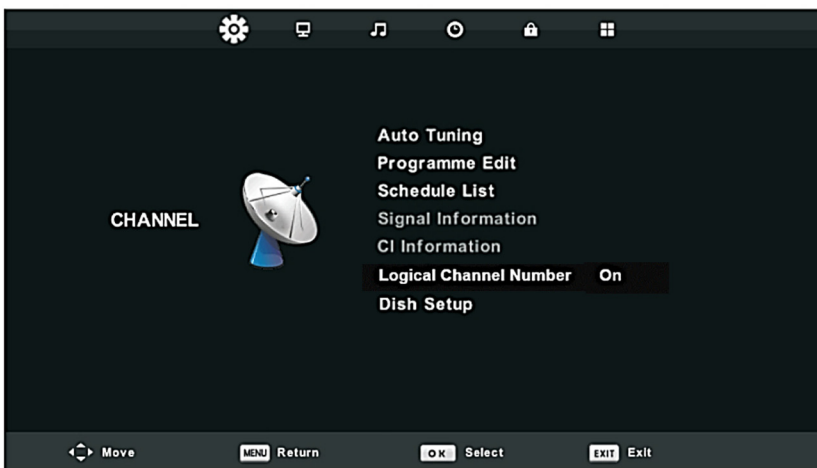 CHANNEL
Auto Tuning
Programme Edit
Schedule List
Signal Information
CI Information
Logical Channel Number On
Dish Setup
Move MENU Return OK Select EXIT Exit